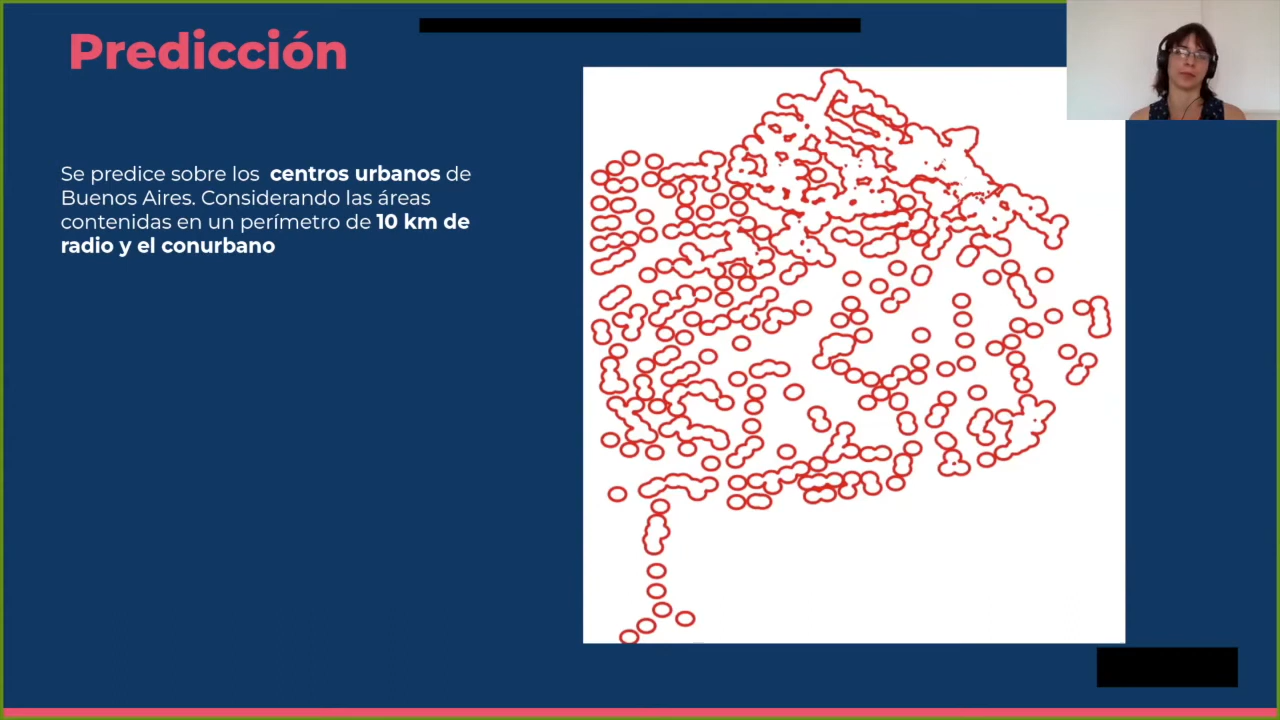 Predicción
Se predice sobre los centros urbanos de
Buenos Aires. Considerando las áreas
contenidas en un perímetro de 10 km de
radio y el conurbano